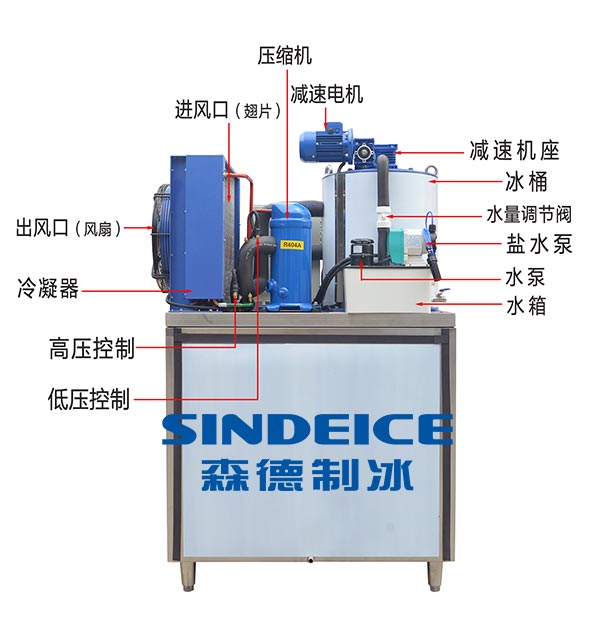 压缩机
减速电机
进风口（翅片）
减速机座
冰桶
水量调节阀
出风口（风扇）
盐水泵
R404A
水泵
冷凝器
水箱
高压控制
低压控制
SINDEICE
森德制冰